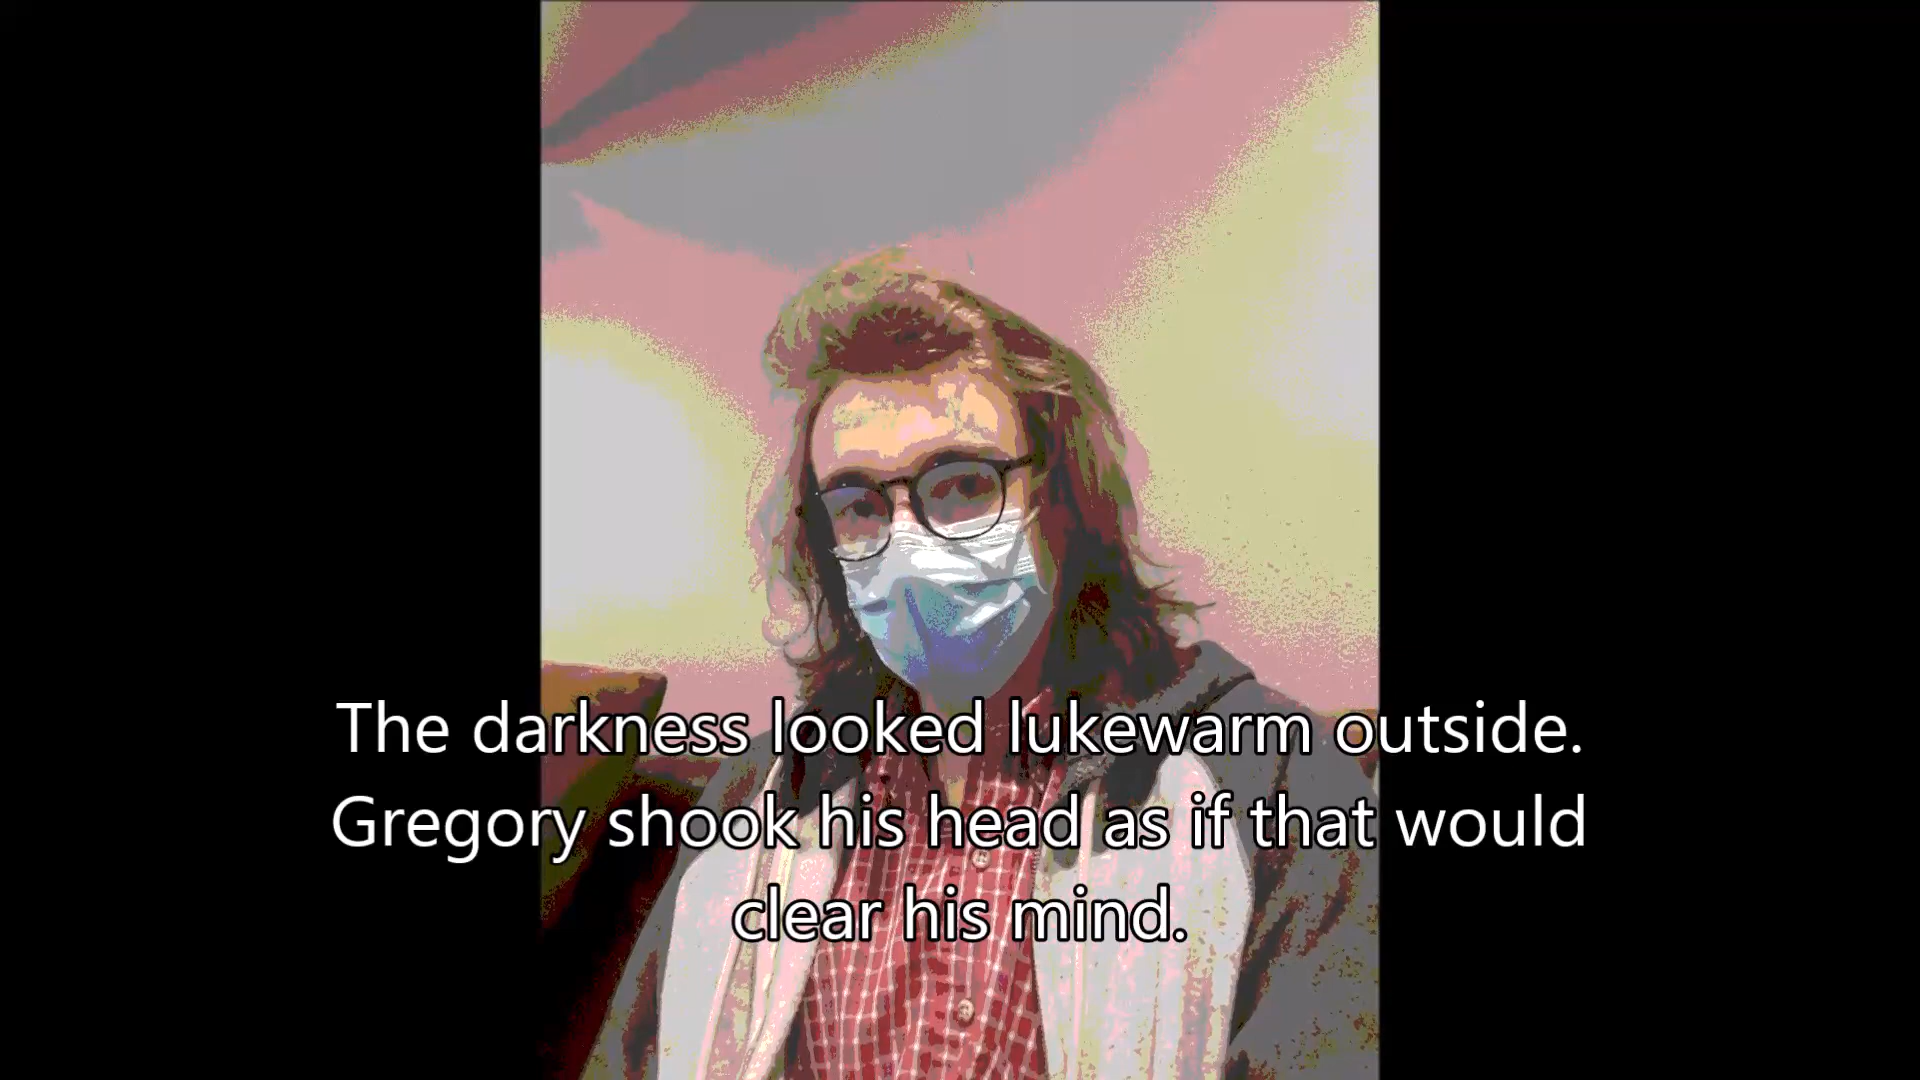 The darkness looked lukewarm outside.
Gregory shook his head as if that would
clear his mind.